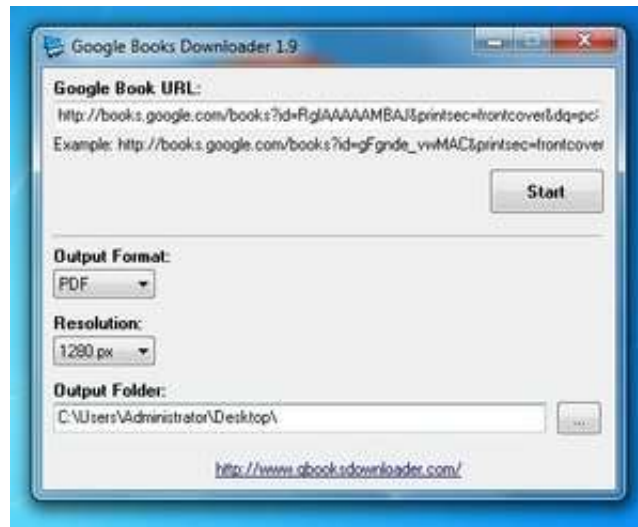 Google Books Downloader 1.9
Google Book URL:
http://books.google.com/books?id=RglAAAAAMBAJ&printsec=frontcover&dq=pc
Example: http://books.google.com/books?id=gFgnde_vwMAC&printsec=frontcover
Start
Output Format:
PDF
Resolution:
1280 px
Output Folder:
C:\Users\Administrator\Desktop\
...
http://www.gbooksdownloader.com/